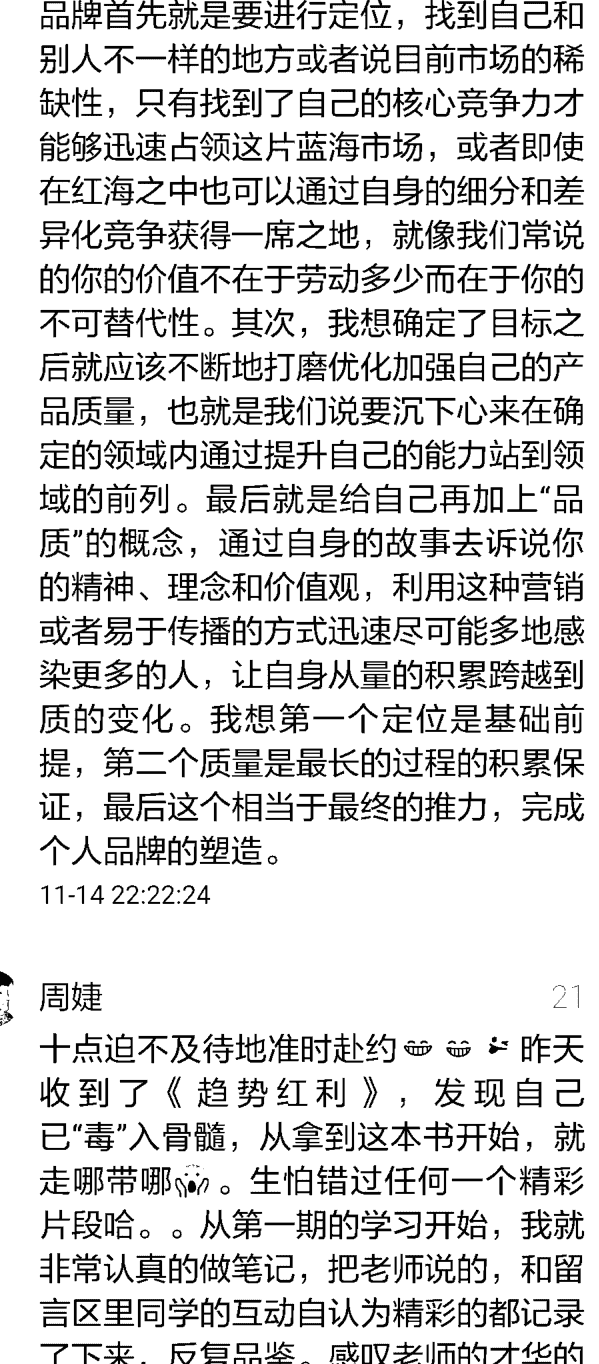 品牌首先就是要进行定位，找到自己和
别人不一样的地方或者说目前市场的稀
缺性，只有找到了自己的核心竞争力才
能够迅速占领这片蓝海市场，或者即使
在红海之中也可以通过自身的细分和差
异化竞争获得一席之地，就像我们常说
的你的价值不在于劳动多少而在于你的
不可替代性。其次，我想确定了目标之
后就应该不断地打磨优化加强自己的产
品质量，也就是我们说要沉下心来在确
定的领域内通过提升自己的能力站到领
域的前列。最后就是给自己再加上“品
质”的概念，通过自身的故事去诉说你
的精神、理念和价值观，利用这种营销
或者易于传播的方式迅速尽可能多地感
染更多的人，让自身从量的积累跨越到
质的变化。我想第一个定位是基础前
提，第二个质量是最长的过程的积累保
证，最后这个相当于最终的推力，完成
个人品牌的塑造。
11-14 22:22:24
周婕
21
十点迫不及待地准时赴约😁😁💃昨天
收到了《趋势红利》，发现自己
已“毒”入骨髓，从拿到这本书开始，就
走哪带哪😱。生怕错过任何一个精彩
片段哈。。从第一期的学习开始，我就
非常认真的做笔记，把老师说的，和留
言区里同学的互动自认为精彩的都记录
了下来，反复品鉴。感叹老师的才华的